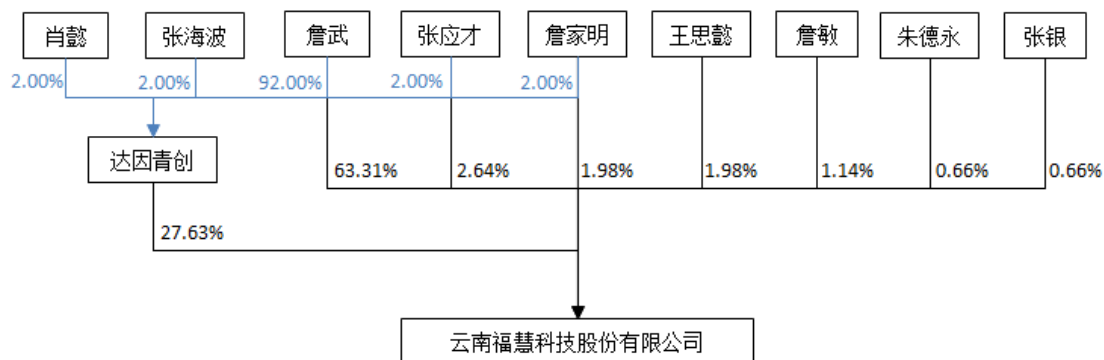 肖懿 张海波 詹武 张应才 詹家明 王思懿 詹敏 朱德永 张银
2.00% 2.00% 92.00% 2.00% 2.00%
达因青创
63.31% 2.64% 1.98% 1.98% 1.14% 0.66% 0.66%
27.63%
云南福慧科技股份有限公司